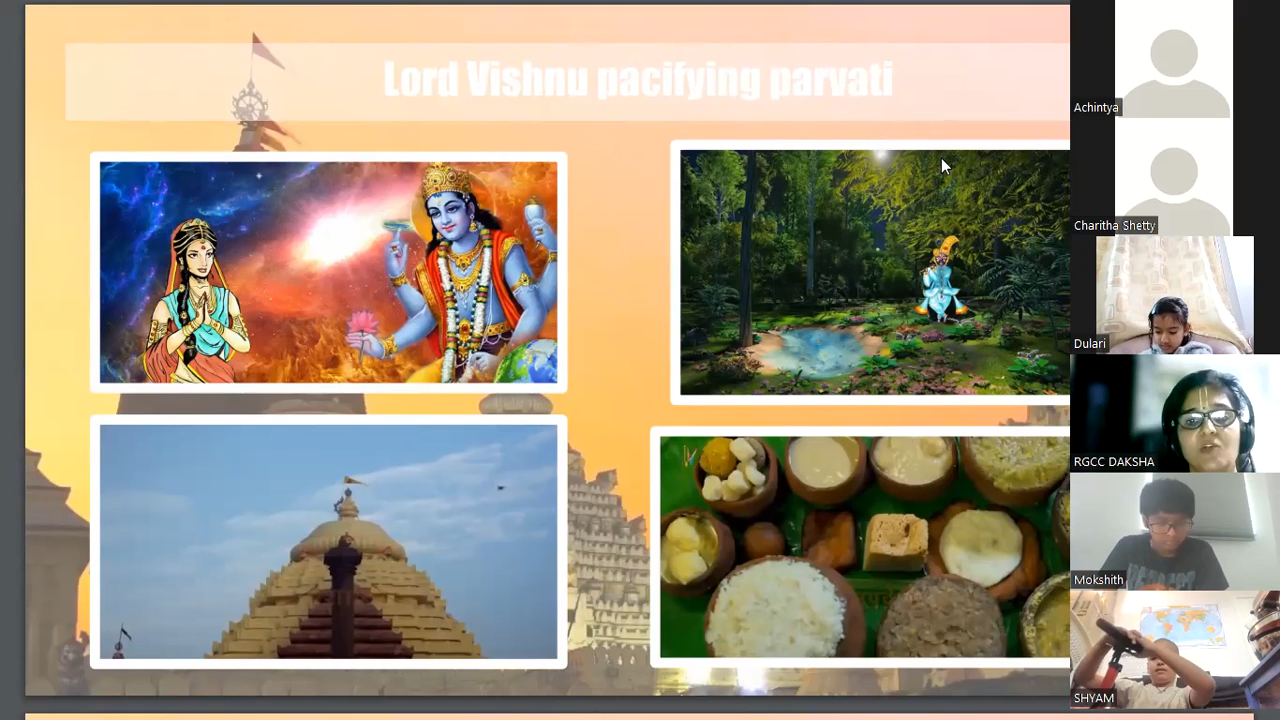 Lord Vishnu pacifying parvati
Achintya
Charitha Shetty
Dulari
RGCC DAKSHA
Mokshith
SHYAM